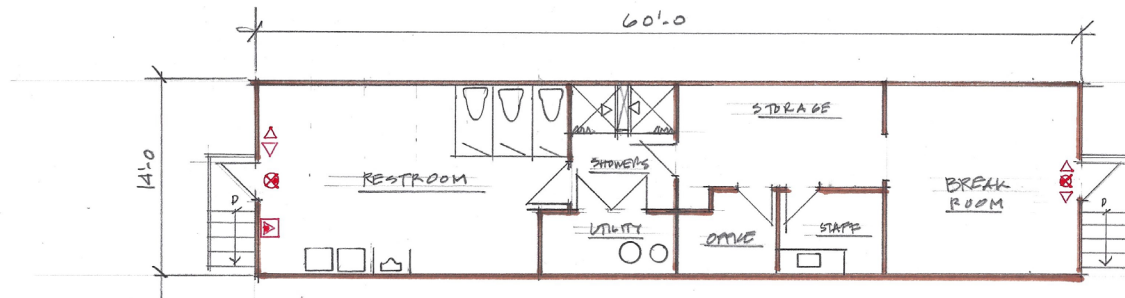 60'-0
14'-0
STORAGE
SHOWERS
RESTROOM
BREAK
ROOM
D
D
UTILITY
OFFICE
STAFF